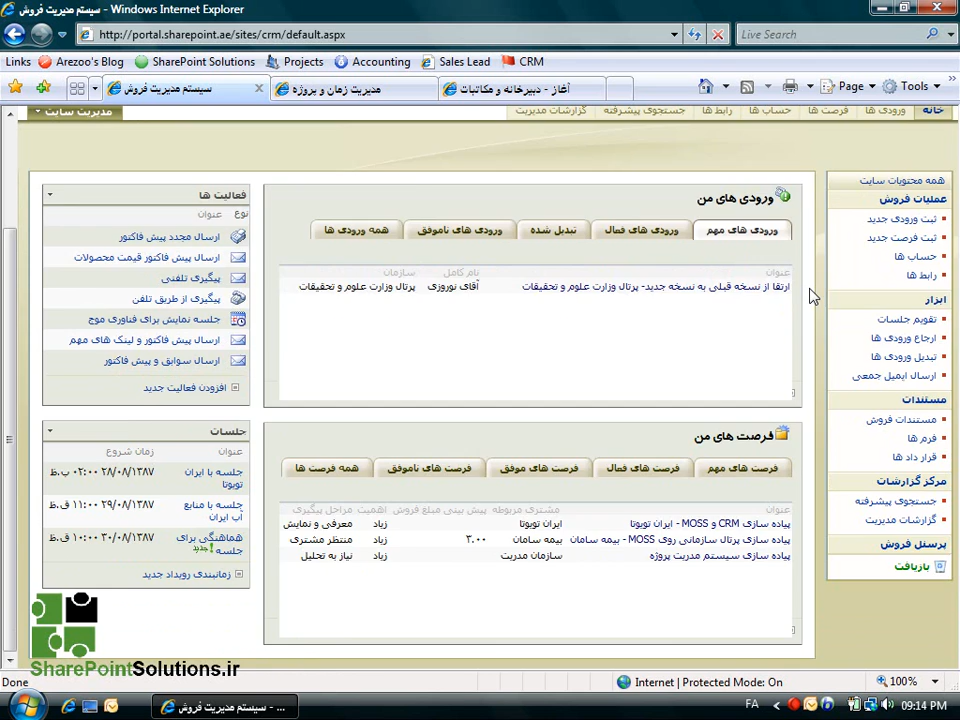 سیستم مدیریت فروش - Windows Internet Explorer
http://portal.sharepoint.ae/sites/crm/default.aspx
Live Search
Links Arezoo's Blog SharePoint Solutions Projects Accounting Sales Lead CRM
سیستم مدیریت فروش
مدیریت زمان و پروژه
آغاز - دبیرخانه و مکاتبات
Page Tools
خانه ورودی ها فرصت ها حساب ها رابط ها جستجوی پیشرفته گزارشات مدیریت
مدیریت سایت
همه محتویات سایت
عملیات فروش
ثبت ورودی جدید
ثبت فرصت جدید
حساب ها
رابط ها
ابزار
تقویم جلسات
ارجاع ورودی ها
تبدیل ورودی ها
ارسال ایمیل جمعی
مستندات
مستندات فروش
فرم ها
قرار داد ها
مرکز گزارشات
جستجوی پیشرفته
گزارشات مدیریت
پرسنل فروش
بازیافت
ورودی های من
ورودی های مهم ورودی های فعال تبدیل شده ورودی های ناموفق همه ورودی ها
عنوان نام کامل سازمان
ارتقا از نسخه قبلی به نسخه جدید- پرتال وزارت علوم و تحقیقات آقای نوروزی پرتال وزارت علوم و تحقیقات
فرصت های من
فرصت های مهم فرصت های فعال فرصت های موفق فرصت های ناموفق همه فرصت ها
عنوان مشتری مربوطه پیش بینی مبلغ فروش اهمیت مراحل پیگیری
پیاده سازی CRM و MOSS - ایران تویوتا ایران تویوتا زیاد معرفی و نمایش
پیاده سازی پرتال سازمانی روی MOSS - بیمه سامان بیمه سامان ۳.۰۰ زیاد منتظر مشتری
پیاده سازی سیستم مدریت پروژه سازمان مدریت زیاد نیاز به تحلیل
فعالیت ها
نوع عنوان
ارسال مجدد پیش فاکتور
ارسال پیش فاکتور قیمت محصولات
پیگیری تلفنی
پیگیری از طریق تلفن
جلسه نمایش برای فناوری موج
ارسال پیش فاکتور و لینک های مهم
ارسال سوابق و پیش فاکتور
افزودن فعالیت جدید
جلسات
عنوان زمان شروع
جلسه با ایران ۲۸/۰۸/۱۳۸۷ ۰۲:۰۰ ب.ظ
تویوتا
جلسه با منابع ۲۹/۰۸/۱۳۸۷ ۱۱:۰۰ ق.ظ
آب ایران
هماهنگی برای ۳۰/۰۸/۱۳۸۷ ۱۰:۰۰ ق.ظ
جلسه ! جدید
زمانبندی رویداد جدید
SharePointSolutions.ir
Done Internet | Protected Mode: On 100%
سیستم مدیریت فروش - ...
FA 09:14 PM